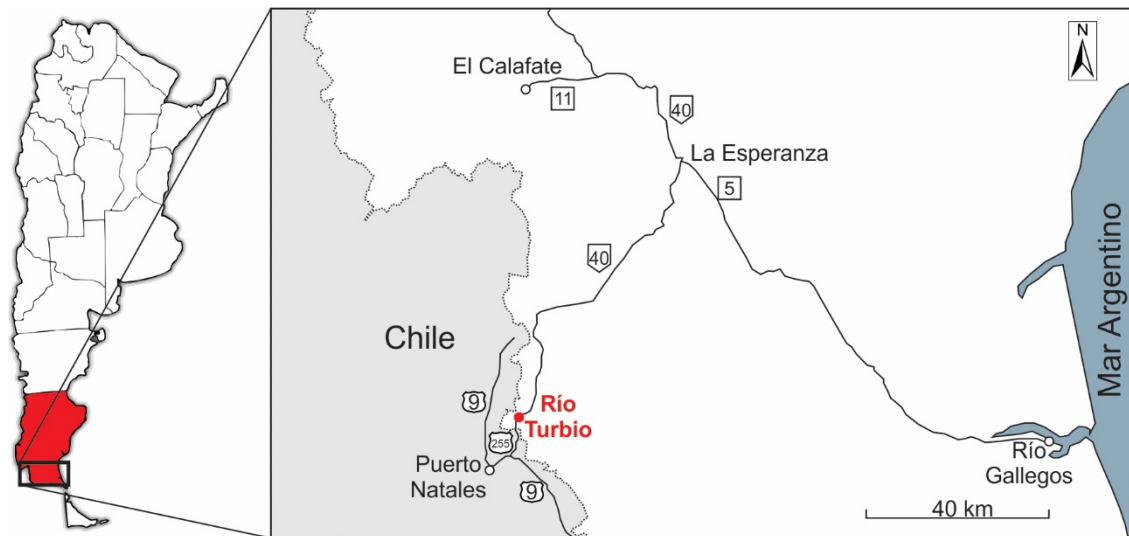 N
El Calafate
11
40
La Esperanza
5
40
Chile
Mar Argentino
9
Río
Turbio
255
Puerto
Natales
9
Río
Gallegos
40 km